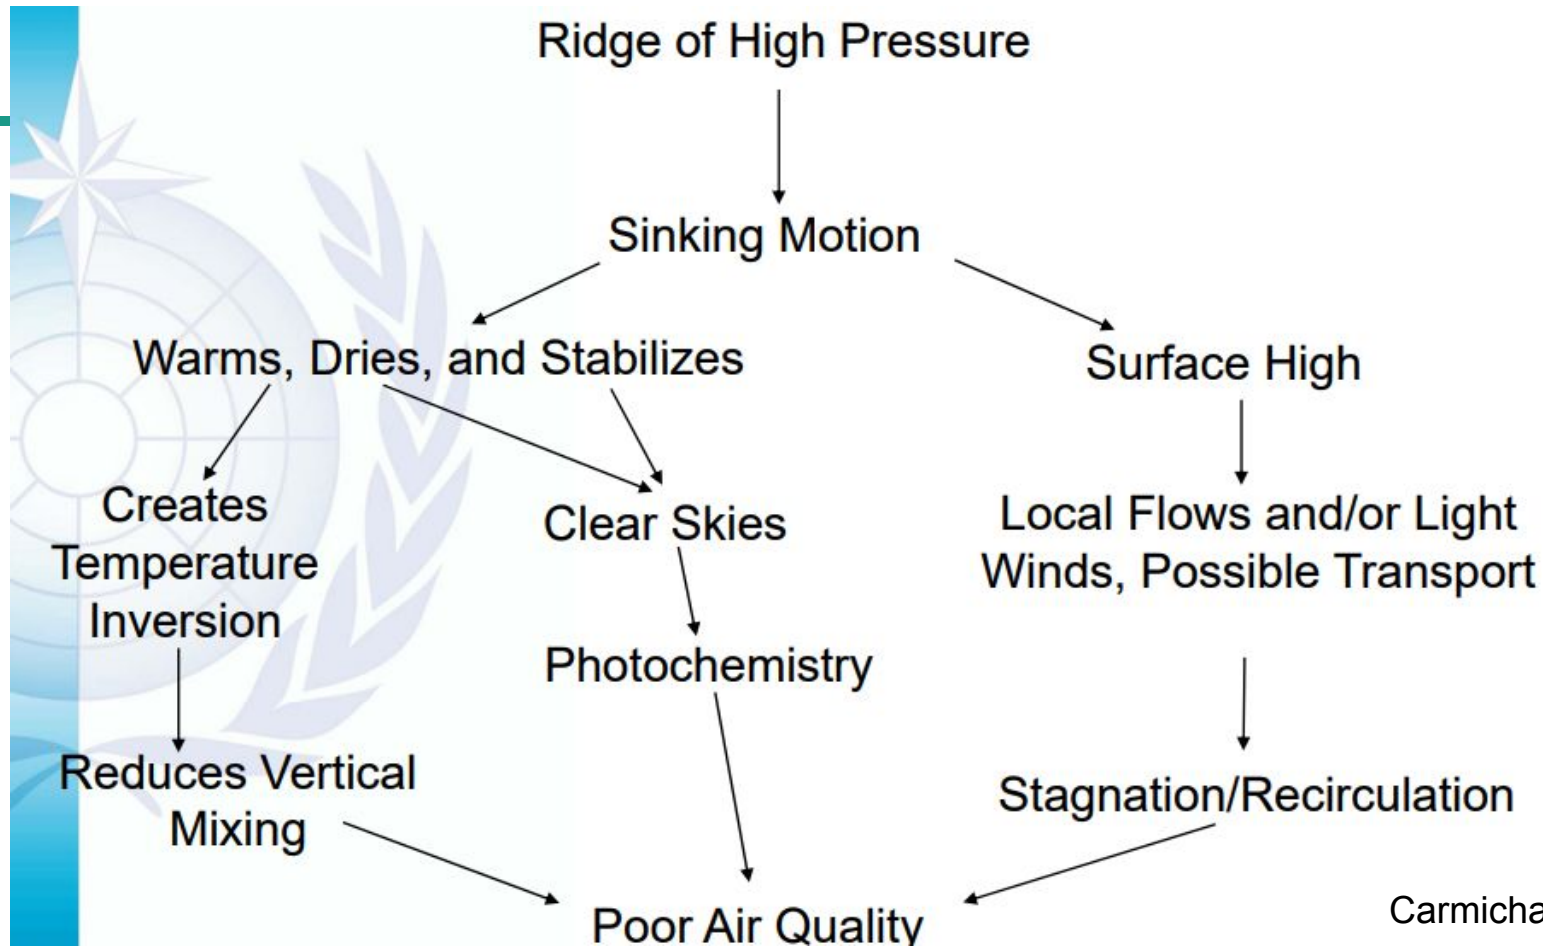 Ridge of High Pressure
Sinking Motion
Warms, Dries, and Stabilizes
Surface High
Creates
Temperature
Inversion
Clear Skies
Local Flows and/or Light
Winds, Possible Transport
Photochemistry
Reduces Vertical
Mixing
Stagnation/Recirculation
Poor Air Quality
Carmicha